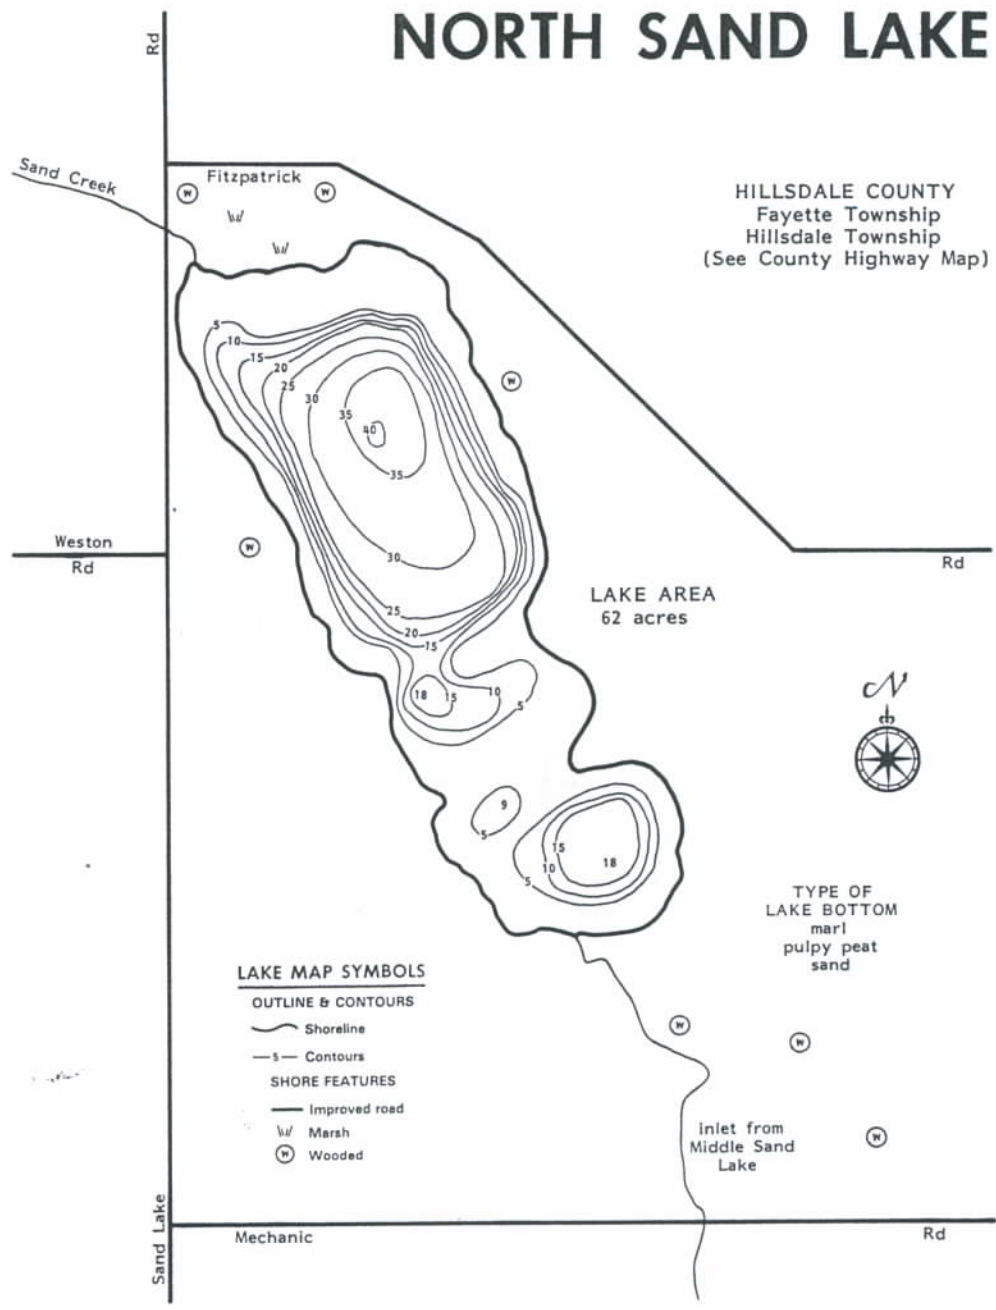 NORTH SAND LAKE
Rd
Sand Creek
Fitzpatrick
W
W
HILLSDALE COUNTY
Fayette Township
Hillsdale Township
(See County Highway Map)
5
10
15
20
25
30
35
40
35
W
W
30
Weston
Rd
Rd
LAKE AREA
62 acres
25
20
15
N
18
15
10
5
9
5
15
10
18
5
TYPE OF
LAKE BOTTOM
marl
pulpy peat
sand
LAKE MAP SYMBOLS
OUTLINE & CONTOURS
Shoreline
5
Contours
SHORE FEATURES
Improved road
Marsh
W
Wooded
W
W
W
inlet from
Middle Sand
Lake
Sand Lake
Mechanic
Rd